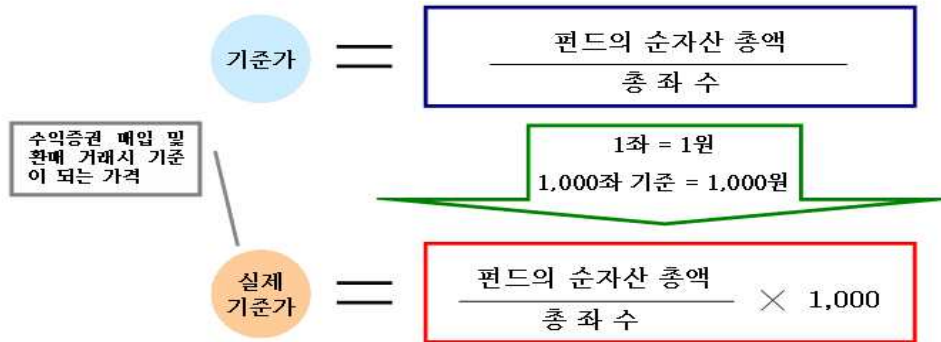 기준가
펀드의 순자산 총액
총 좌 수
수익증권 매입 및
환매 거래시 기준
이 되는 가격
1좌 = 1원
1,000좌 기준 = 1,000원
실제
기준가
펀드의 순자산 총액
총 좌 수
× 1,000